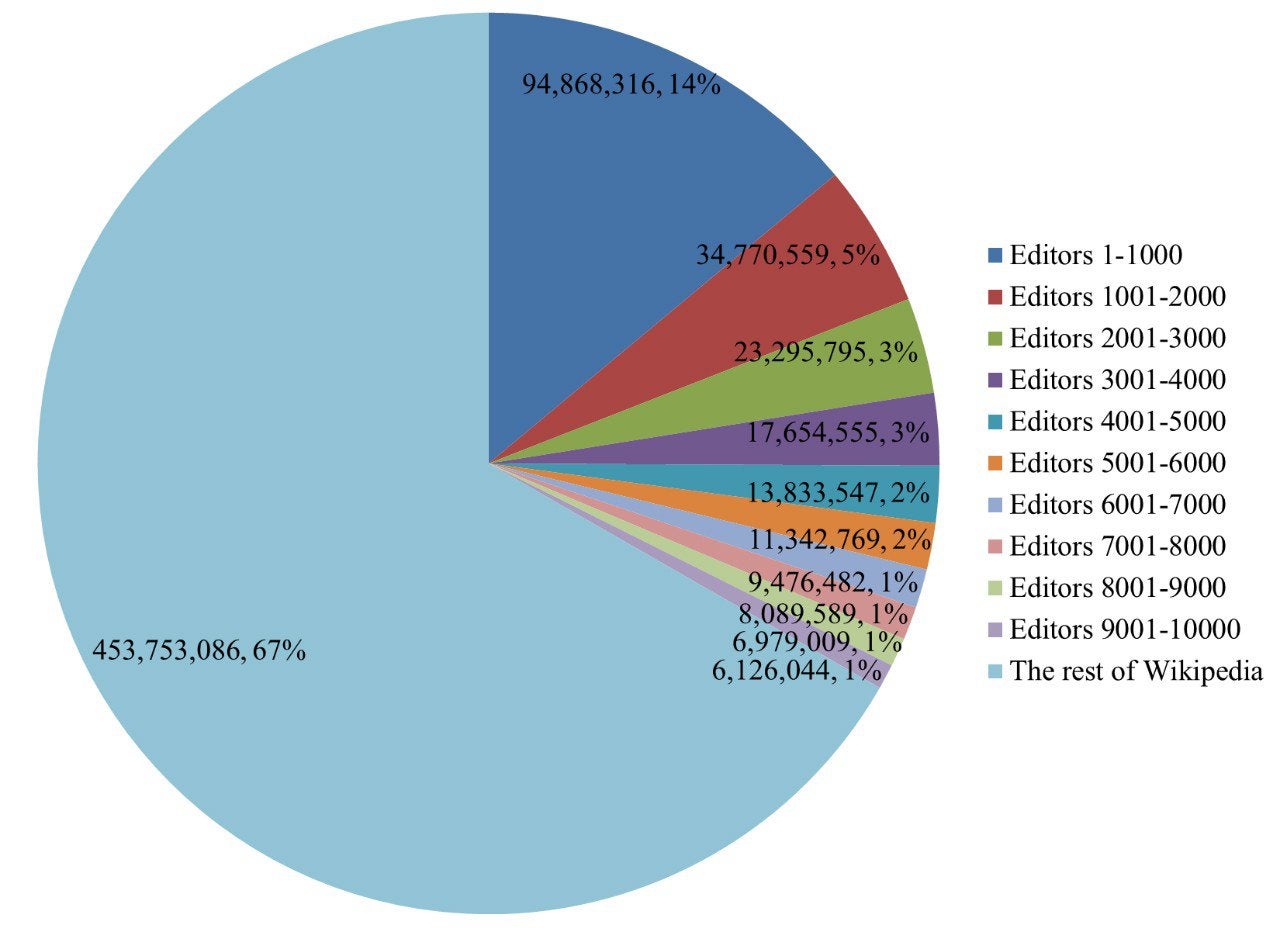 94,868,316, 14%
34,770,559, 5%
23,295,795, 3%
17,654,555, 3%
13,833,547, 2%
11,342,769, 2%
9,476,482, 1%
8,089,589, 1%
6,979,009, 1%
6,126,044, 1%
453,753,086, 67%
Editors 1-1000
Editors 1001-2000
Editors 2001-3000
Editors 3001-4000
Editors 4001-5000
Editors 5001-6000
Editors 6001-7000
Editors 7001-8000
Editors 8001-9000
Editors 9001-10000
The rest of Wikipedia